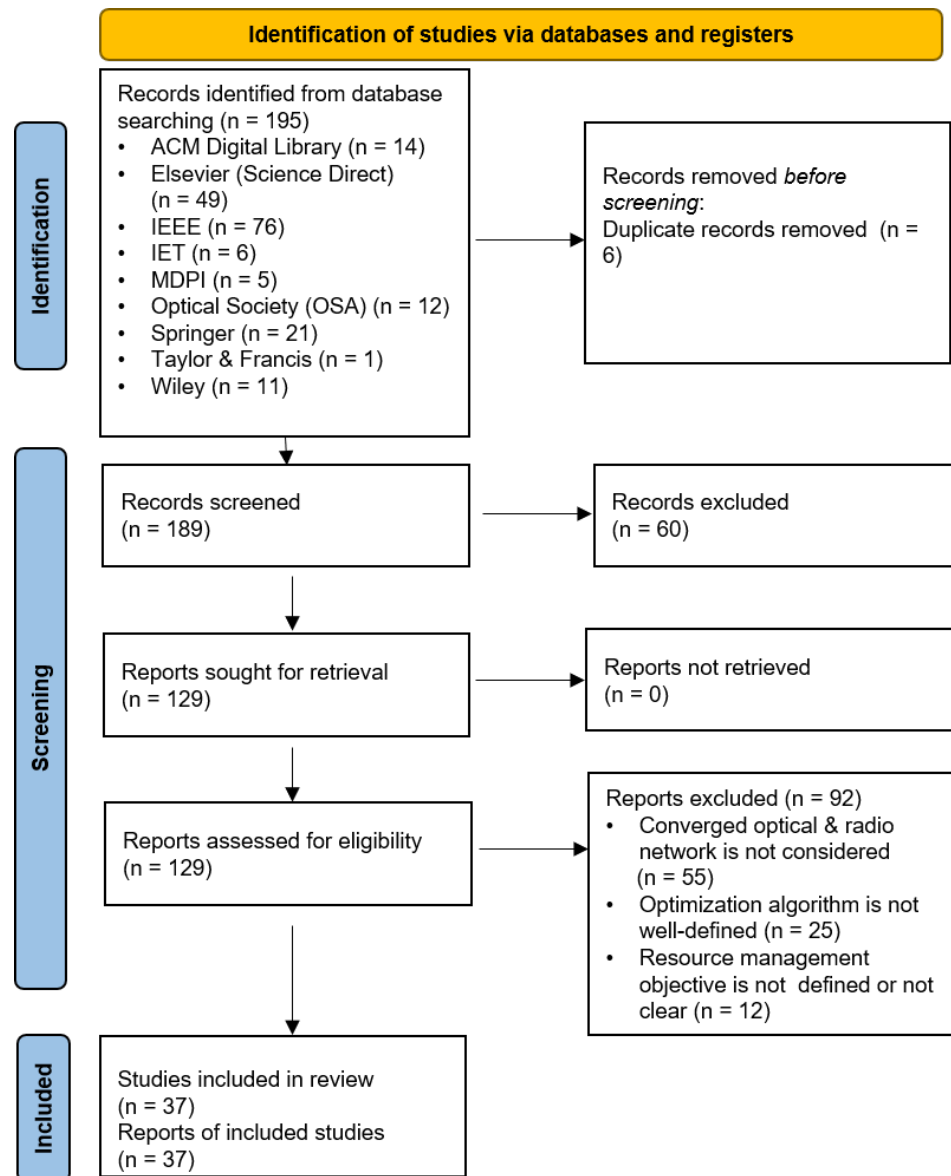 Identification of studies via databases and registers
Identification
Records identified from database
searching (n = 195)
• ACM Digital Library (n = 14)
• Elsevier (Science Direct)
(n = 49)
• IEEE (n = 76)
• IET (n = 6)
• MDPI (n = 5)
• Optical Society (OSA) (n = 12)
• Springer (n = 21)
• Taylor & Francis (n = 1)
• Wiley (n = 11)
Records removed before
screening:
Duplicate records removed (n =
6)
Screening
Records screened
(n = 189)
Records excluded
(n = 60)
Reports sought for retrieval
(n = 129)
Reports not retrieved
(n = 0)
Reports assessed for eligibility
(n = 129)
Reports excluded (n = 92)
• Converged optical & radio
network is not considered
(n = 55)
• Optimization algorithm is not
well-defined (n = 25)
• Resource management
objective is not defined or not
clear (n = 12)
Included
Studies included in review
(n = 37)
Reports of included studies
(n = 37)